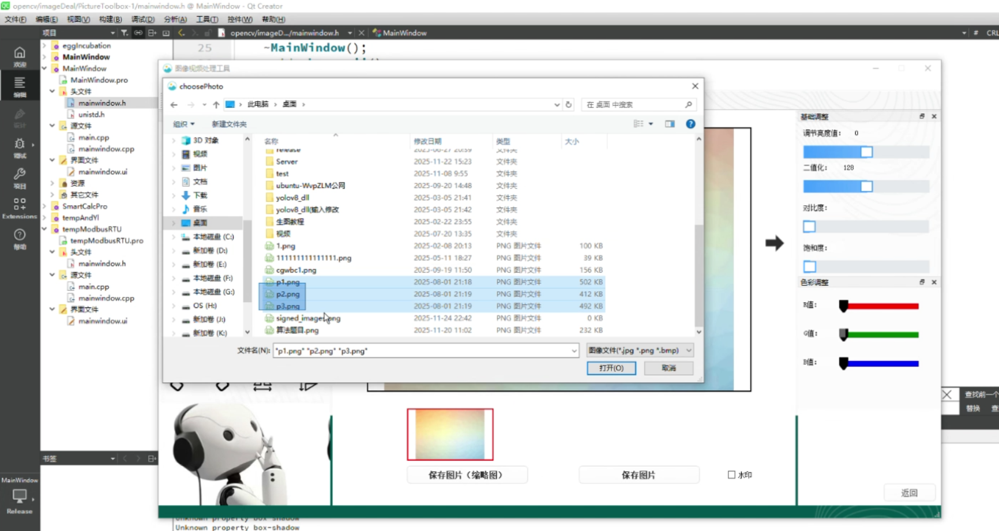 opencv/imageDeal/PictureToolbox-1/mainwindow.h @ MainWindow - Qt Creator
文件(F) 编辑(E) 视图(V) 构建(B) 调试(D) 分析(A) 工具(T) 控件(W) 帮助(H)
项目
opencv/imageD.../mainwindow.h
MainWindow
# CRL
欢迎
编辑
设计
调试
项目
Extensions
帮助
MainWindow
Release
eggIncubation
MainWindow
MainWindow
MainWindow.pro
头文件
mainwindow.h
unistd.h
源文件
main.cpp
mainwindow.cpp
界面文件
mainwindow.ui
资源
其它文件
SmartCalcPro
tempAndYl
tempModbusRTU
tempModbusRTU.pro
头文件
mainwindow.h
源文件
main.cpp
mainwindow.cpp
界面文件
mainwindow.ui
书签
25 ~MainWindow();
图像视频处理工具
choosePhoto
此电脑 › 桌面 ›
在 桌面 中搜索
组织 新建文件夹
3D 对象
视频
图片
文档
下载
音乐
桌面
本地磁盘 (C:)
新加卷 (D:)
新加卷 (E:)
本地磁盘 (F:)
本地磁盘 (G:)
OS (H:)
新加卷 (J:)
新加卷 (K:)
名称 修改日期 类型 大小
release 2025-06-27 20:39 文件夹
Server 2025-11-22 15:23 文件夹
test 2025-11-08 9:55 文件夹
ubuntu-WvpZLM公网 2025-09-20 14:48 文件夹
yolov8_dll 2025-03-05 21:41 文件夹
yolov8_dll(输入修改 2025-03-05 21:42 文件夹
生图教程 2025-02-22 23:55 文件夹
视频 2025-07-20 13:35 文件夹
1.png 2025-02-08 20:13 PNG 图片文件 100 KB
111111111111111.png 2025-05-11 18:27 PNG 图片文件 39 KB
cgwbc1.png 2025-09-19 11:50 PNG 图片文件 156 KB
p1.png 2025-08-01 21:18 PNG 图片文件 502 KB
p2.png 2025-08-01 21:19 PNG 图片文件 412 KB
p3.png 2025-08-01 21:19 PNG 图片文件 492 KB
signed_image.png 2025-11-24 22:42 PNG 图片文件 0 KB
算法题目.png 2025-11-20 11:02 PNG 图片文件 232 KB
文件名(N): "p1.png" "p2.png" "p3.png"
图像文件(*.jpg *.png *.bmp)
打开(O) 取消
基础调整
调节亮度值: 0
二值化: 128
对比度:
饱和度:
色彩调整
R值:
G值:
B值:
保存图片（缩略图）
保存图片
水印
返回
查找前一个
替换 查
Unknown property box-shadow
Unknown property box-shadow